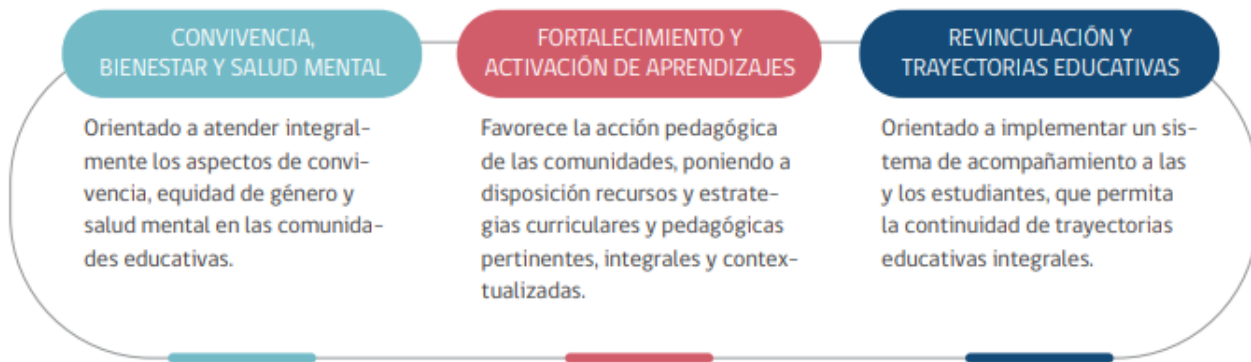 CONVIVENCIA,
BIENESTAR Y SALUD MENTAL
Orientado a atender integral-
mente los aspectos de convi-
vencia, equidad de género y
salud mental en las comunida-
des educativas.
FORTALECIMIENTO Y
ACTIVACIÓN DE APRENDIZAJES
Favorece la acción pedagógica
de las comunidades, poniendo a
disposición recursos y estrate-
gias curriculares y pedagógicas
pertinentes, integrales y contex-
tualizadas.
REVINCULACIÓN Y
TRAYECTORIAS EDUCATIVAS
Orientado a implementar un sis-
tema de acompañamiento a las
y los estudiantes, que permita
la continuidad de trayectorias
educativas integrales.